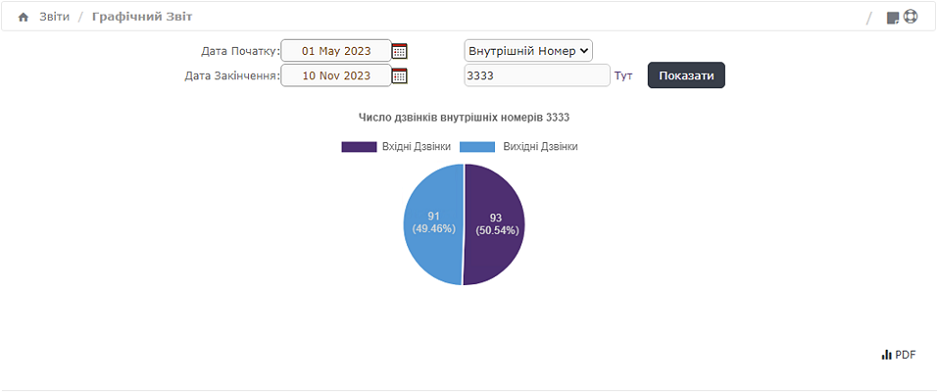 Звіти / Графічний Звіт /
Дата Початку: 01 May 2023 Внутрішній Номер
Дата Закінчення: 10 Nov 2023 3333 Тут Показати
Число дзвінків внутрішніх номерів 3333
Вхідні Дзвінки Вихідні Дзвінки
91 93
(49.46%) (50.54%)
PDF